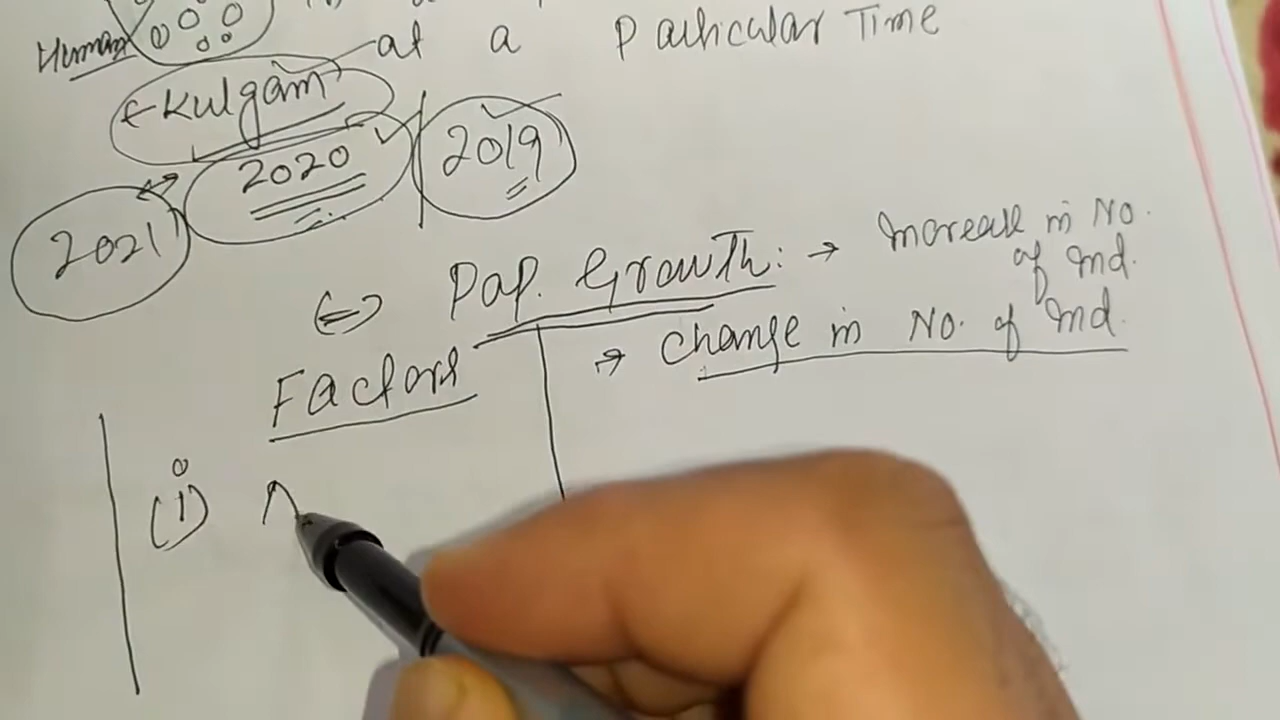 Human
at a Particular Time
Kulgam
2021 2020 2019
Pop. Growth: → Increase in No. of Ind.
→ Change in No. of Ind.
Factors
(i)